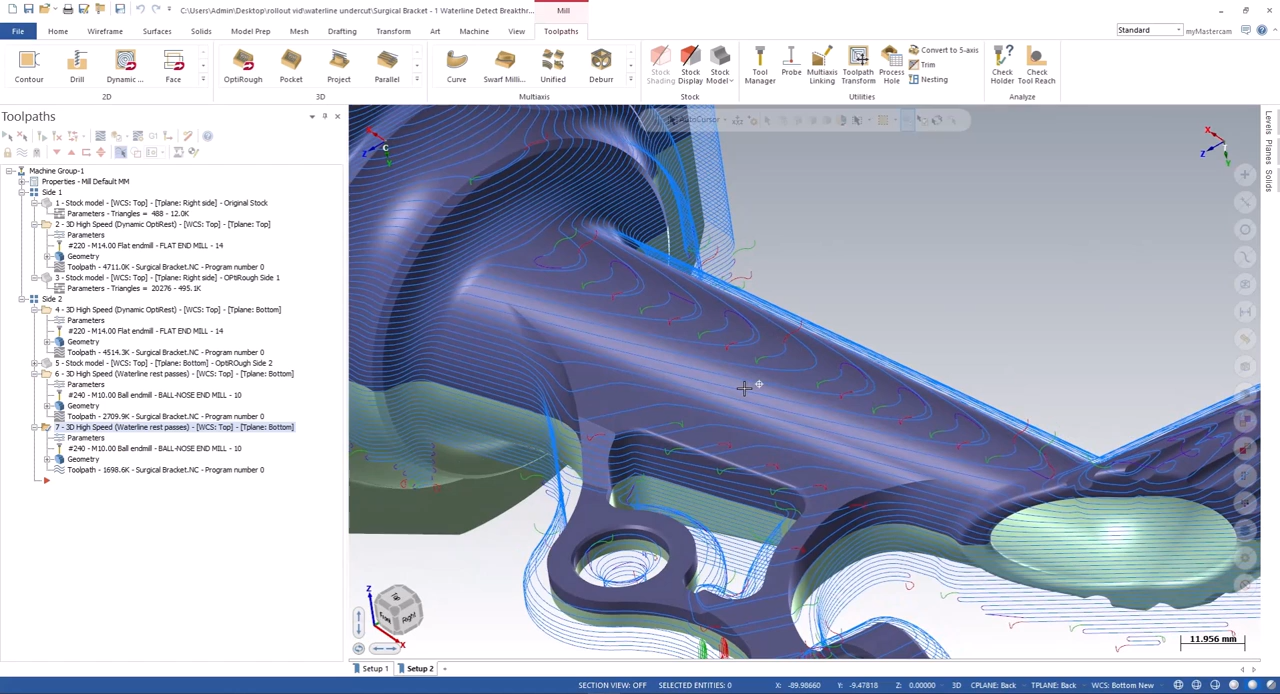 C:\Users\Admin\Desktop\rollout vid\waterline undercut\Surgical Bracket - 1 Waterline Detect Breakthr...
Mill
File
Home
Wireframe
Surfaces
Solids
Model Prep
Mesh
Drafting
Transform
Art
Machine
View
Toolpaths
Standard
myMastercam
Contour
Drill
Dynamic ...
Face
OptiRough
Pocket
Project
Parallel
Curve
Swarf Milli...
Unified
Deburr
Stock Shading
Stock Display
Stock Model
Tool Manager
Probe
Multiaxis Linking
Toolpath Transform
Process Hole
Convert to 5-axis
Trim
Nesting
Check Holder
Check Tool Reach
2D
3D
Multiaxis
Stock
Utilities
Analyze
Toolpaths
AutoCursor
G1
Machine Group-1
Properties - Mill Default MM
Side 1
1 - Stock model - [WCS: Top] - [Tplane: Right side] - Original Stock
Parameters - Triangles = 488 - 12.0K
2 - 3D High Speed (Dynamic OptiRest) - [WCS: Top] - [Tplane: Top]
Parameters
#220 - M14.00 Flat endmill - FLAT END MILL - 14
Geometry
Toolpath - 4711.0K - Surgical Bracket.NC - Program number 0
3 - Stock model - [WCS: Top] - [Tplane: Right side] - OPtiRough Side 1
Parameters - Triangles = 20276 - 495.1K
Side 2
4 - 3D High Speed (Dynamic OptiRest) - [WCS: Top] - [Tplane: Bottom]
Parameters
#220 - M14.00 Flat endmill - FLAT END MILL - 14
Geometry
Toolpath - 4514.3K - Surgical Bracket.NC - Program number 0
5 - Stock model - [WCS: Top] - [Tplane: Bottom] - OptiROugh Side 2
6 - 3D High Speed (Waterline rest passes) - [WCS: Top] - [Tplane: Bottom]
Parameters
#240 - M10.00 Ball endmill - BALL-NOSE END MILL - 10
Geometry
Toolpath - 2709.9K - Surgical Bracket.NC - Program number 0
7 - 3D High Speed (Waterline rest passes) - [WCS: Top] - [Tplane: Bottom]
Parameters
#240 - M10.00 Ball endmill - BALL-NOSE END MILL - 10
Geometry
Toolpath - 1698.6K - Surgical Bracket.NC - Program number 0
X
Z
C
Y
X
Z
Y
Levels
Planes
Solids
Z
Top
Front
Right
X
11.956 mm
Setup 1
Setup 2
+
SECTION VIEW: OFF
SELECTED ENTITIES: 0
X: -89.98660
Y: -9.47818
Z: 0.00000
3D
CPLANE: Back
TPLANE: Back
WCS: Bottom New